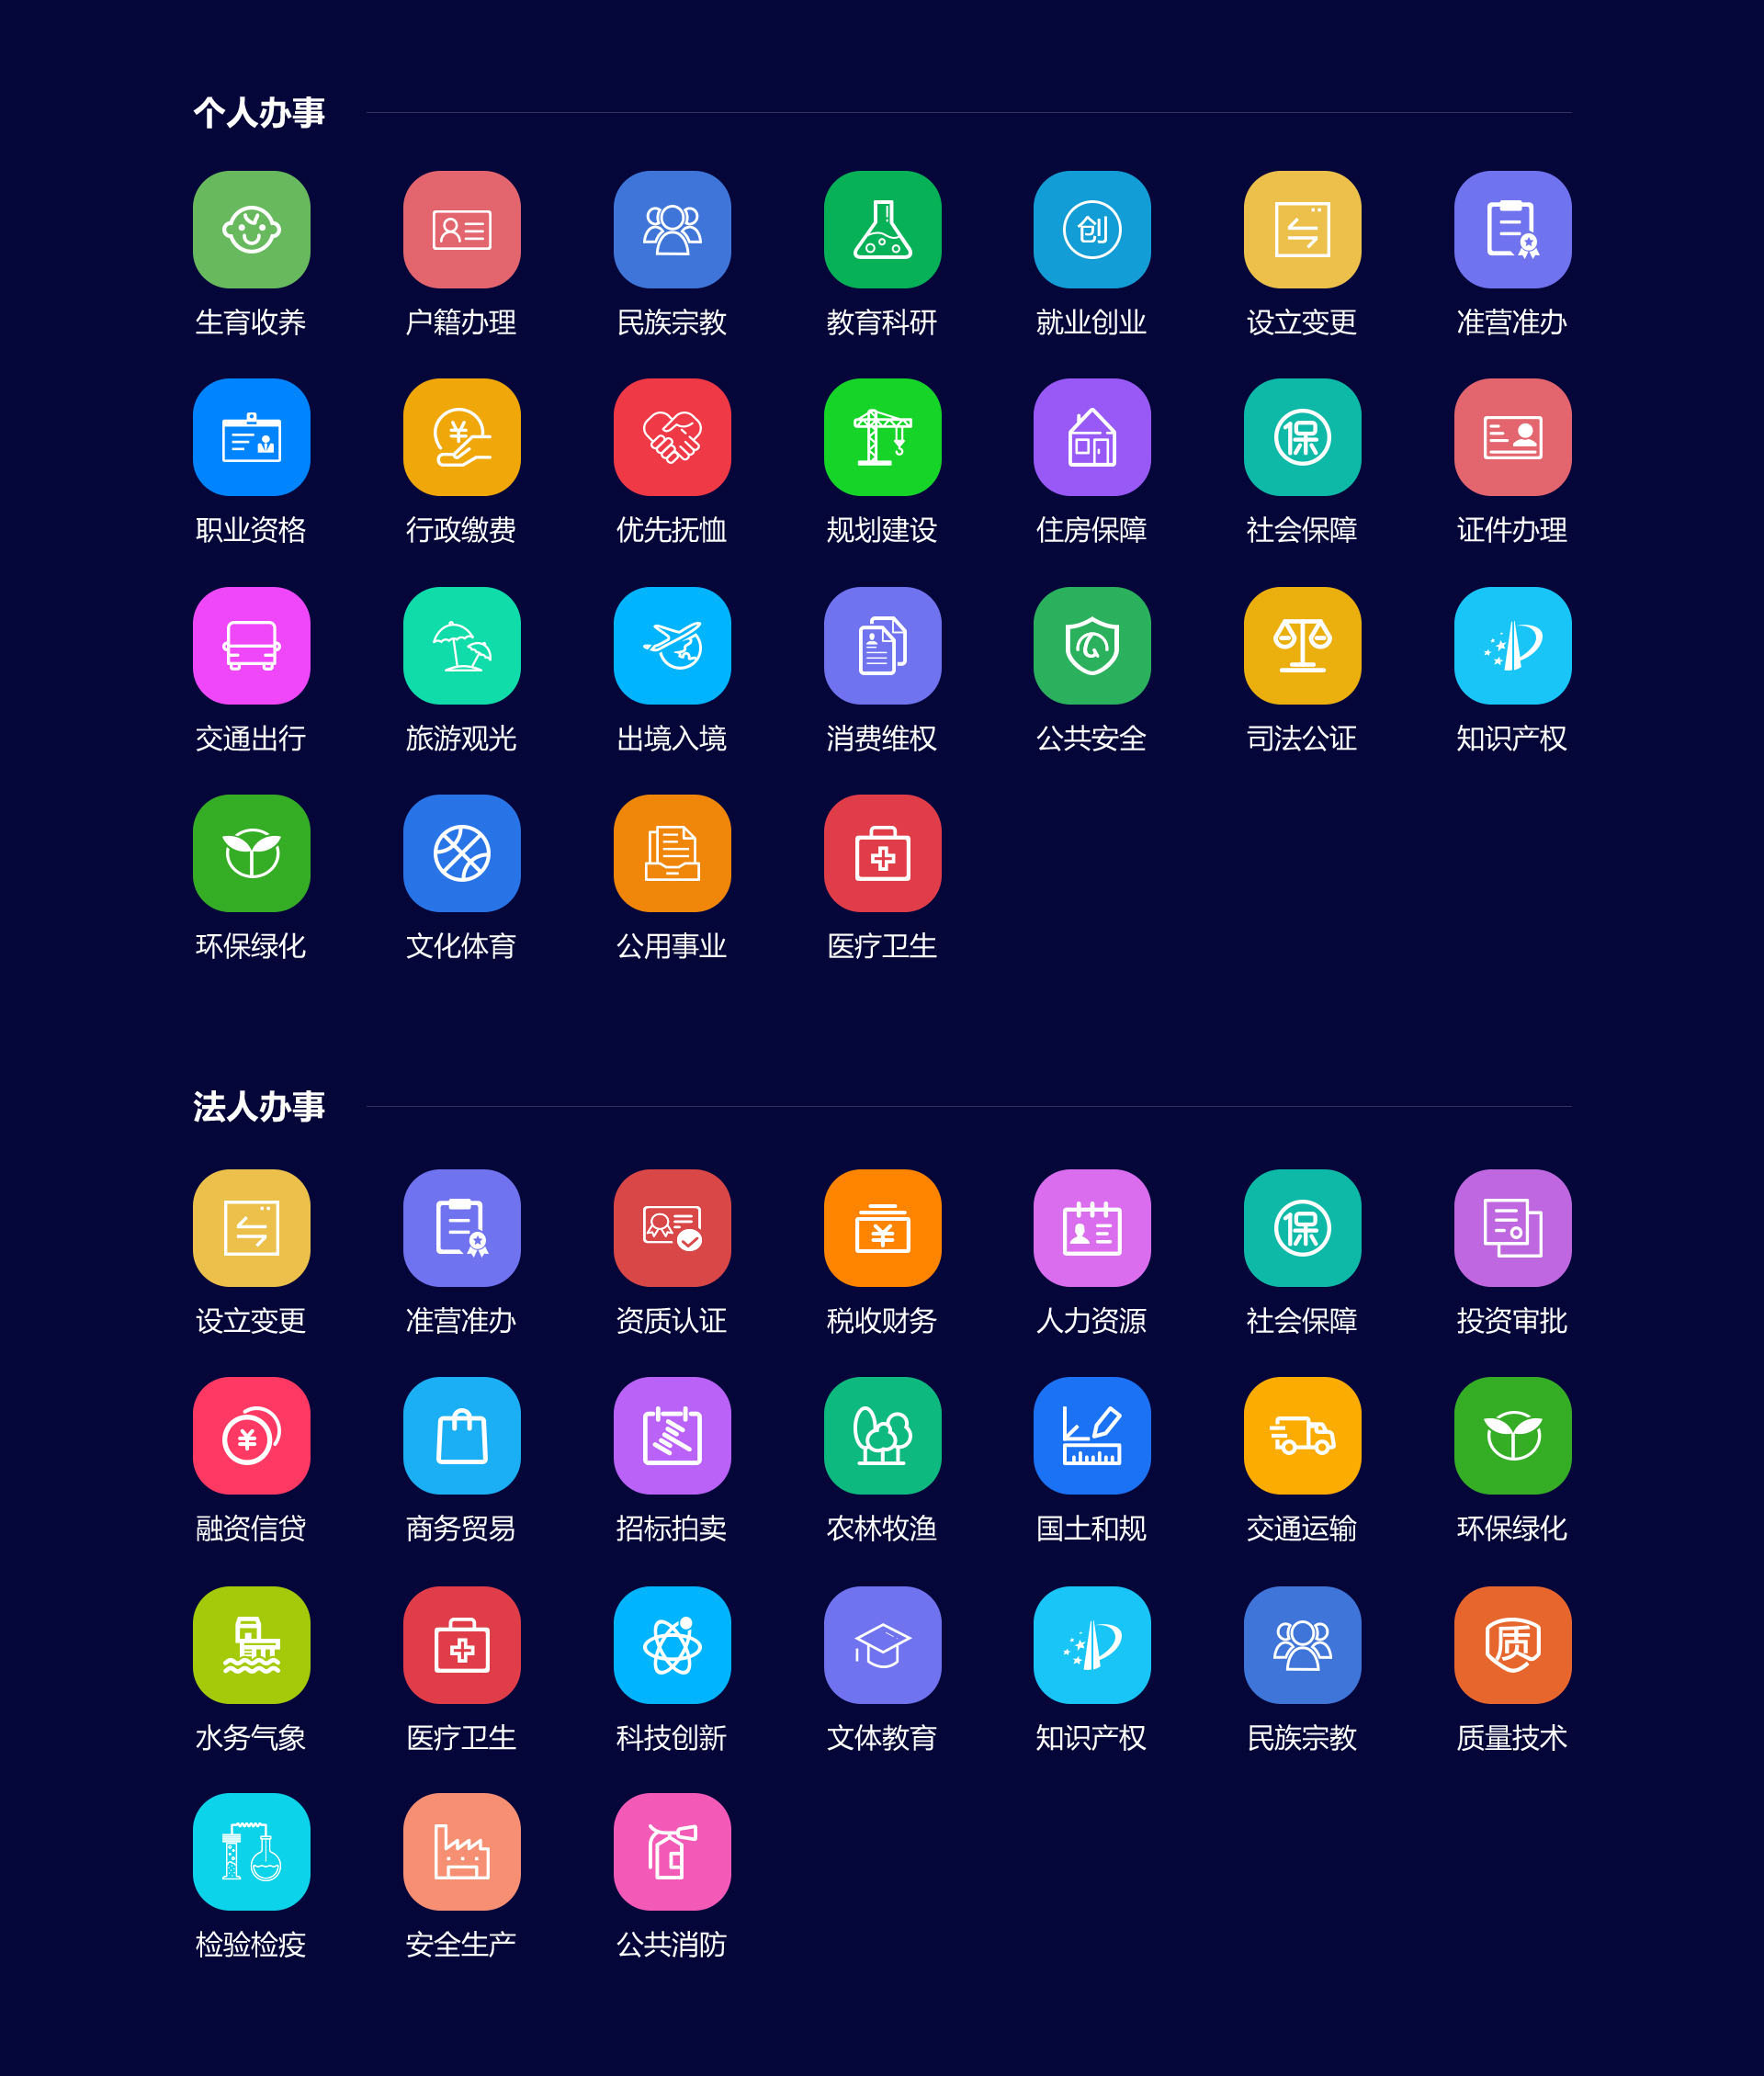 个人办事
创
生育收养 户籍办理 民族宗教 教育科研 就业创业 设立变更 准营准办
保
职业资格 行政缴费 优先抚恤 规划建设 住房保障 社会保障 证件办理
交通出行 旅游观光 出境入境 消费维权 公共安全 司法公证 知识产权
环保绿化 文化体育 公用事业 医疗卫生
法人办事
保
设立变更 准营准办 资质认证 税收财务 人力资源 社会保障 投资审批
融资信贷 商务贸易 招标拍卖 农林牧渔 国土和规 交通运输 环保绿化
质
水务气象 医疗卫生 科技创新 文体教育 知识产权 民族宗教 质量技术
检验检疫 安全生产 公共消防